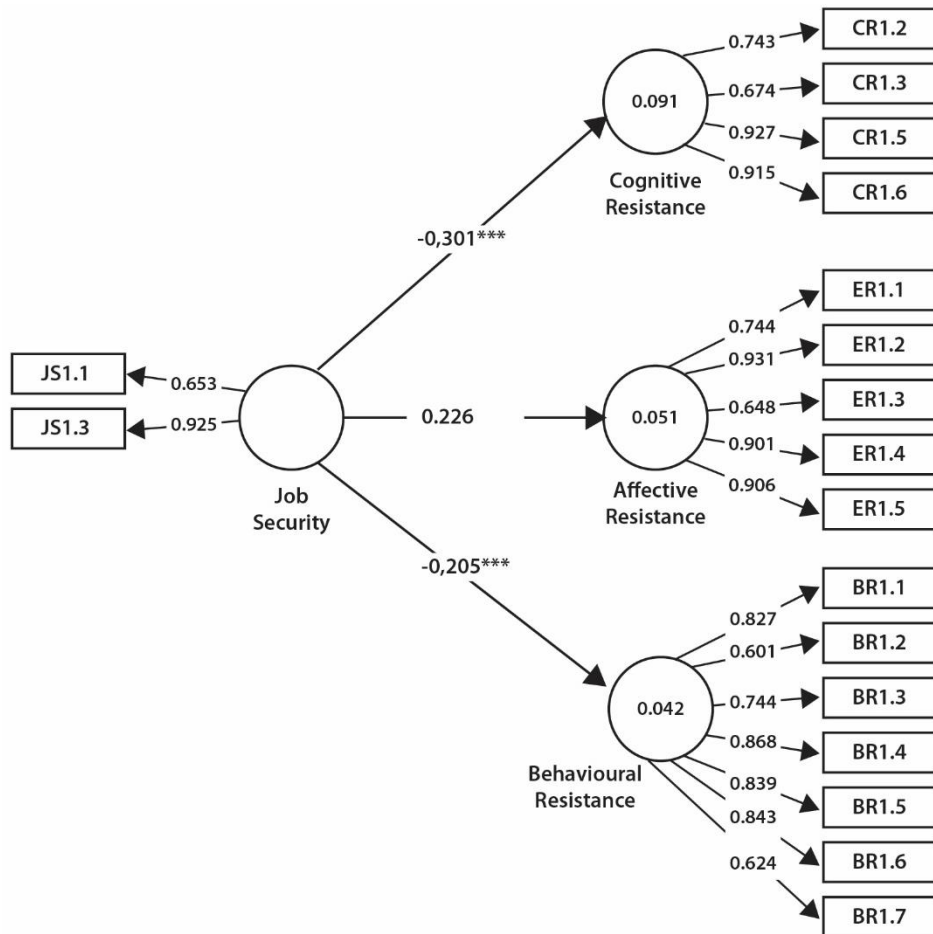 CR1.2
0.743
CR1.3
0.674
0.091
CR1.5
0.927
CR1.6
0.915
Cognitive
Resistance
-0,301***
ER1.1
0.744
ER1.2
0.931
JS1.1
0.653
ER1.3
0.648
JS1.3
0.925
0.226
0.051
ER1.4
0.901
0.906
Job
Security
Affective
Resistance
ER1.5
-0,205***
BR1.1
0.827
BR1.2
0.601
BR1.3
0.744
0.042
BR1.4
0.868
Behavioural
Resistance
0.839
BR1.5
0.843
BR1.6
0.624
BR1.7